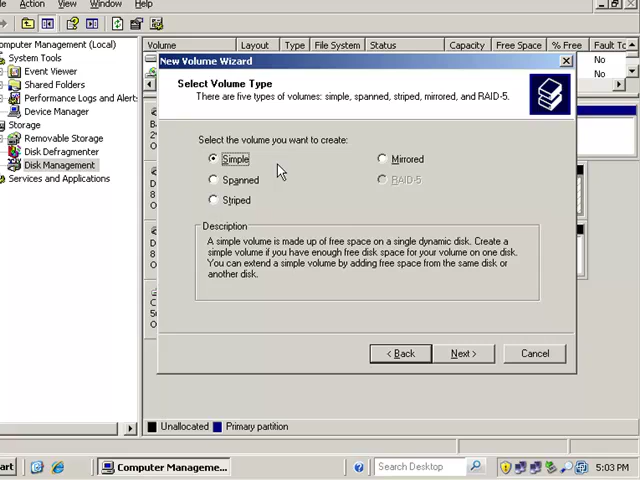 le Action View Window Help
Computer Management (Local)
System Tools
Event Viewer
Shared Folders
Performance Logs and Alerts
Device Manager
Storage
Removable Storage
Disk Defragmenter
Disk Management
Services and Applications
Volume Layout Type File System Status Capacity Free Space % Free Fault To
No
No
New Volume Wizard
Select Volume Type
There are five types of volumes: simple, spanned, striped, mirrored, and RAID-5.
Select the volume you want to create:
Simple Mirrored
Spanned RAID-5
Striped
Description
A simple volume is made up of free space on a single dynamic disk. Create a
simple volume if you have enough free disk space for your volume on one disk.
You can extend a simple volume by adding free space from the same disk or
another disk.
< Back Next > Cancel
Unallocated Primary partition
art Computer Manageme... Search Desktop 5:03 PM